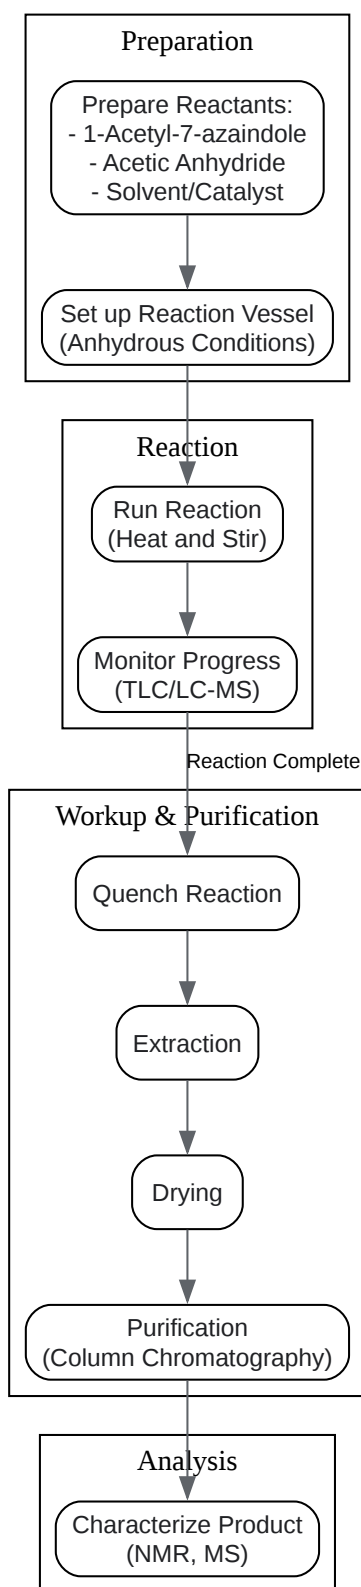 Preparation
Prepare Reactants:
- 1-Acetyl-7-azaindole
- Acetic Anhydride
- Solvent/Catalyst
Set up Reaction Vessel
(Anhydrous Conditions)
Reaction
Run Reaction
(Heat and Stir)
Monitor Progress
(TLC/LC-MS)
Reaction Complete
Workup & Purification
Quench Reaction
Extraction
Drying
Purification
(Column Chromatography)
Analysis
Characterize Product
(NMR, MS)